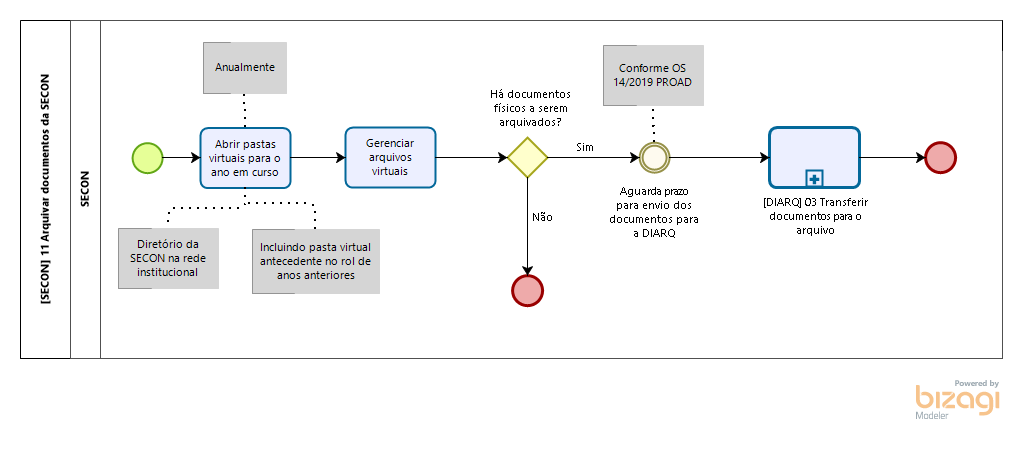 [SECON] 11 Arquivar documentos da SECON
SECON
Anualmente
Abrir pastas
virtuais para o
ano em curso
Diretório da
SECON na rede
institucional
Incluindo pasta virtual
antecedente no rol de
anos anteriores
Gerenciar
arquivos
virtuais
Há documentos
físicos a serem
arquivados?
Sim
Não
Conforme OS
14/2019 PROAD
Aguarda prazo
para envio dos
documentos para
a DIARQ
[DIARQ] 03 Transferir
documentos para o
arquivo
Powered by
bizagi
Modeler